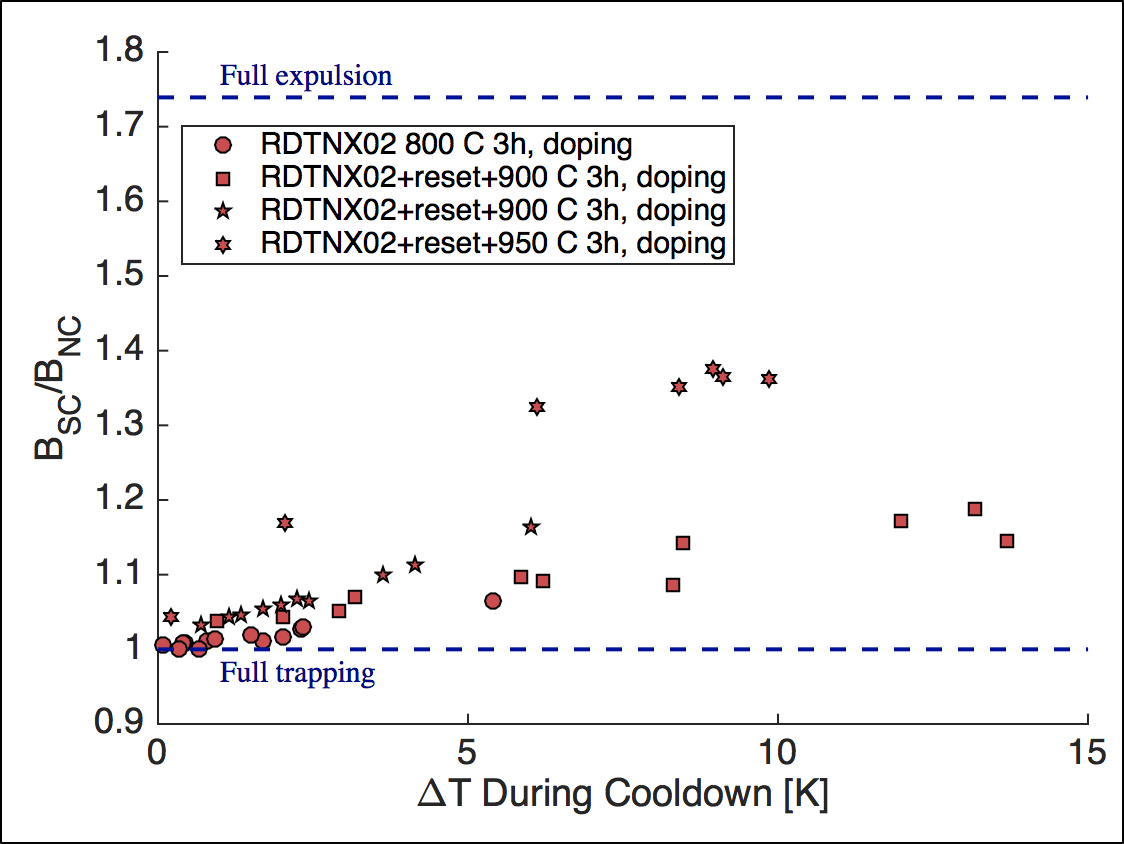 1.8
Full expulsion
1.7
RDTNX02 800 C 3h, doping
RDTNX02+reset+900 C 3h, doping
RDTNX02+reset+900 C 3h, doping
RDTNX02+reset+950 C 3h, doping
1.6
1.5
1.4
1.3
1.2
1.1
1
0.9
B_SC/B_NC
Full trapping
0 5 10 15
ΔT During Cooldown [K]